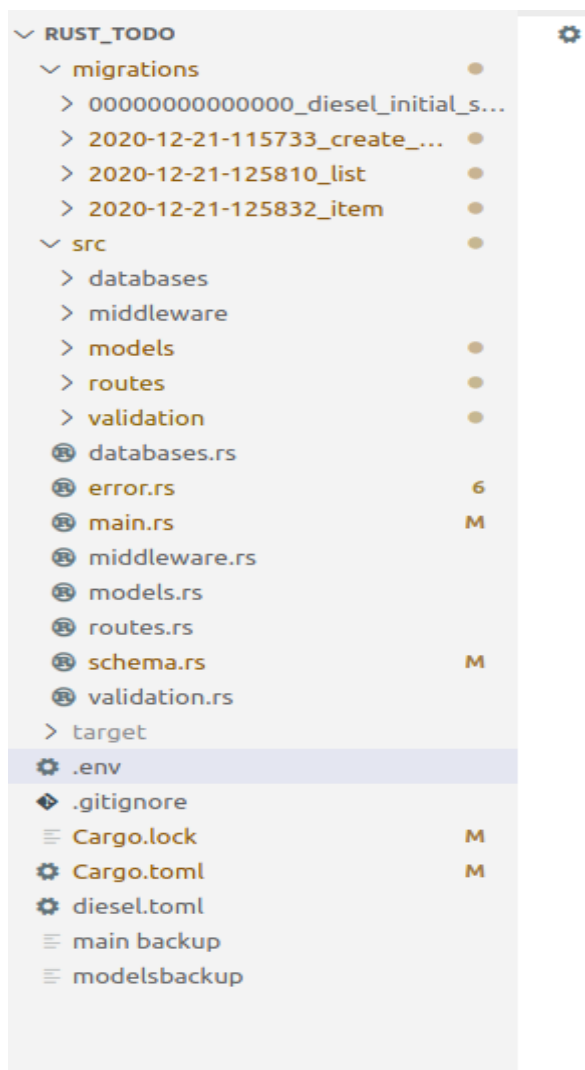 RUST_TODO
migrations
00000000000000_diesel_initial_s...
2020-12-21-115733_create_...
2020-12-21-125810_list
2020-12-21-125832_item
src
databases
middleware
models
routes
validation
databases.rs
error.rs 6
main.rs M
middleware.rs
models.rs
routes.rs
schema.rs M
validation.rs
target
.env
.gitignore
Cargo.lock M
Cargo.toml M
diesel.toml
main backup
modelsbackup